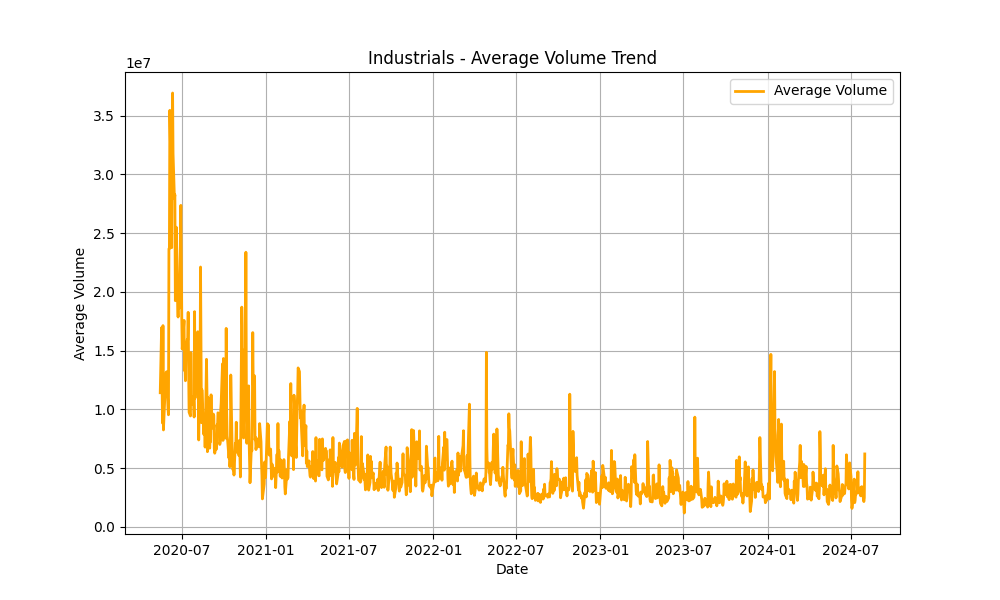 Industrials - Average Volume Trend
1e7
Average Volume
3.5
3.0
2.5
2.0
1.5
1.0
0.5
0.0
Average Volume
2020-07 2021-01 2021-07 2022-01 2022-07 2023-01 2023-07 2024-01 2024-07
Date